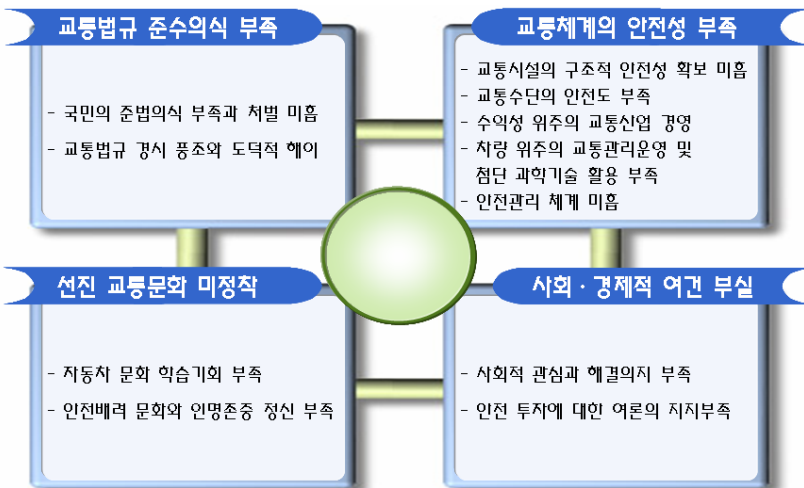 교통법규 준수의식 부족
- 국민의 준법의식 부족과 처벌 미흡
- 교통법규 경시 풍조와 도덕적 해이
교통체계의 안전성 부족
- 교통시설의 구조적 안전성 확보 미흡
- 교통수단의 안전도 부족
- 수익성 위주의 교통산업 경영
- 차량 위주의 교통관리운영 및
첨단 과학기술 활용 부족
- 안전관리 체계 미흡
선진 교통문화 미정착
- 자동차 문화 학습기회 부족
- 안전배려 문화와 인명존중 정신 부족
사회·경제적 여건 부실
- 사회적 관심과 해결의지 부족
- 안전 투자에 대한 여론의 지지부족